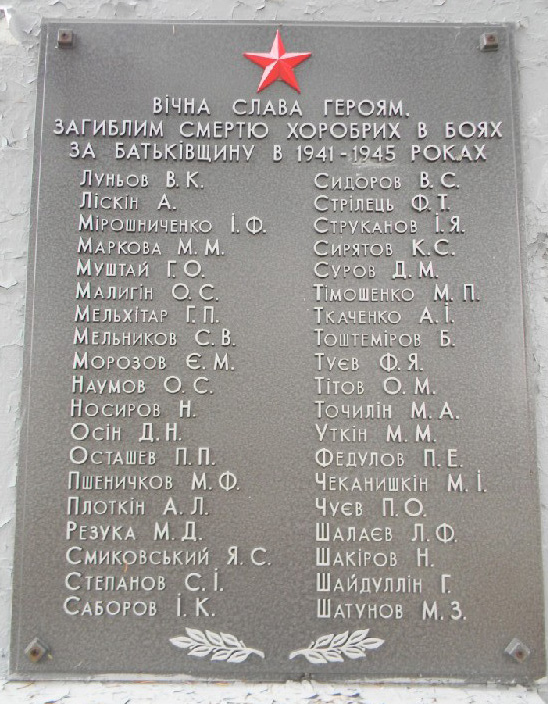 ВІЧНА СЛАВА ГЕРОЯМ.
ЗАГИБЛИМ СМЕРТЮ ХОРОБРИХ В БОЯХ
ЗА БАТЬКІВЩИНУ В 1941-1945 РОКАХ
ЛУНЬОВ В.К.
ЛІСКІН А.
МІРОШНИЧЕНКО І.Ф.
МАРКОВА М.М.
МУШТАЙ Г.О.
МАЛИГІН О.С.
МЕЛЬХІТАР Г.П.
МЕЛЬНИКОВ С.В.
МОРОЗОВ Є.М.
НАУМОВ О.С.
НОСИРОВ Н.
ОСІН Д.Н.
ОСТАШЕВ П.П.
ПШЕНИЧКОВ М.Ф.
ПЛОТКІН А.Л.
РЕЗУКА М.Д.
СМИКОВСЬКИЙ Я.С.
СТЕПАНОВ С.І.
САБОРОВ І.К.
СИДОРОВ В.С.
СТРІЛЕЦЬ Ф.Т.
СТРУКАНОВ І.Я.
СИРЯТОВ К.С.
СУРОВ Д.М.
ТІМОШЕНКО М.П.
ТКАЧЕНКО А.І.
ТОШТЕМІРОВ Б.
ТУЄВ Ф.Я.
ТІТОВ О.М.
ТОЧИЛІН М.А.
УТКІН М.М.
ФЕДУЛОВ П.Е.
ЧЕКАНИШКІН М.І.
ЧУЄВ П.О.
ШАЛАЄВ Л.Ф.
ШАКІРОВ Н.
ШАЙДУЛЛІН Г.
ШАТУНОВ М.З.